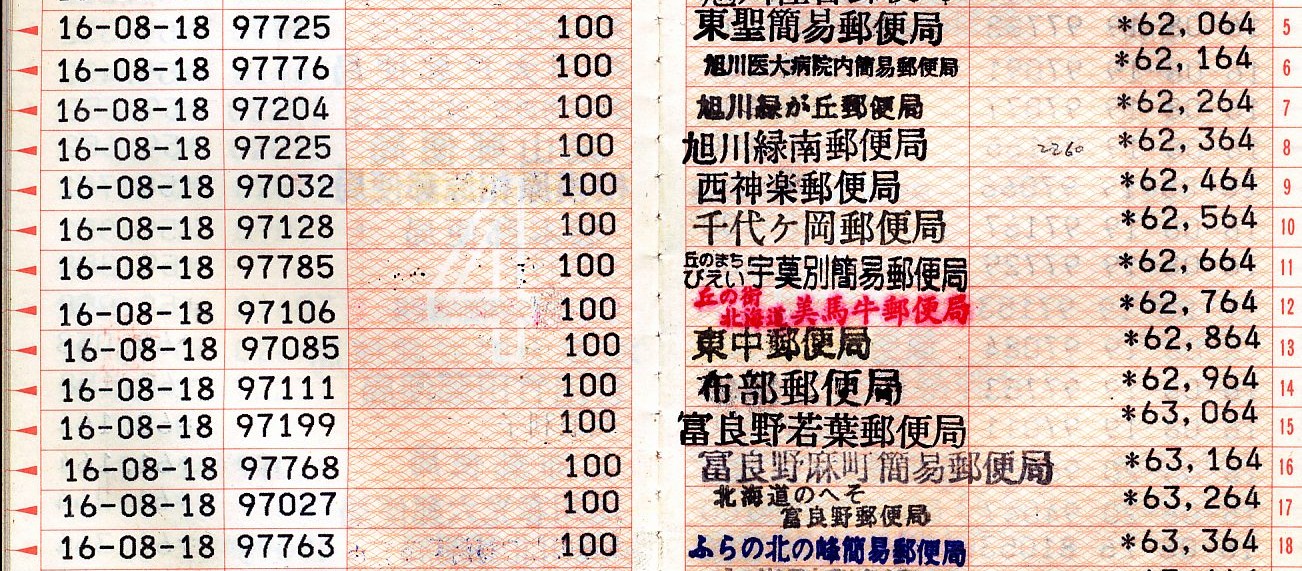 16-08-18 97725 100 東聖簡易郵便局 *62,064 5
16-08-18 97776 100 旭川医大病院内簡易郵便局 *62,164 6
16-08-18 97204 100 旭川緑が丘郵便局 *62,264 7
16-08-18 97225 100 旭川緑南郵便局 2260 *62,364 8
16-08-18 97032 100 西神楽郵便局 *62,464 9
16-08-18 97128 100 千代ケ岡郵便局 *62,564 10
16-08-18 97785 100 丘のまちびえい宇莫別簡易郵便局 *62,664 11
16-08-18 97106 100 丘の街北海道美馬牛郵便局 *62,764 12
16-08-18 97085 100 東中郵便局 *62,864 13
16-08-18 97111 100 布部郵便局 *62,964 14
16-08-18 97199 100 富良野若葉郵便局 *63,064 15
16-08-18 97768 100 富良野麻町簡易郵便局 *63,164 16
16-08-18 97027 100 北海道のへそ富良野郵便局 *63,264 17
16-08-18 97763 100 ふらの北の峰簡易郵便局 *63,364 18
4